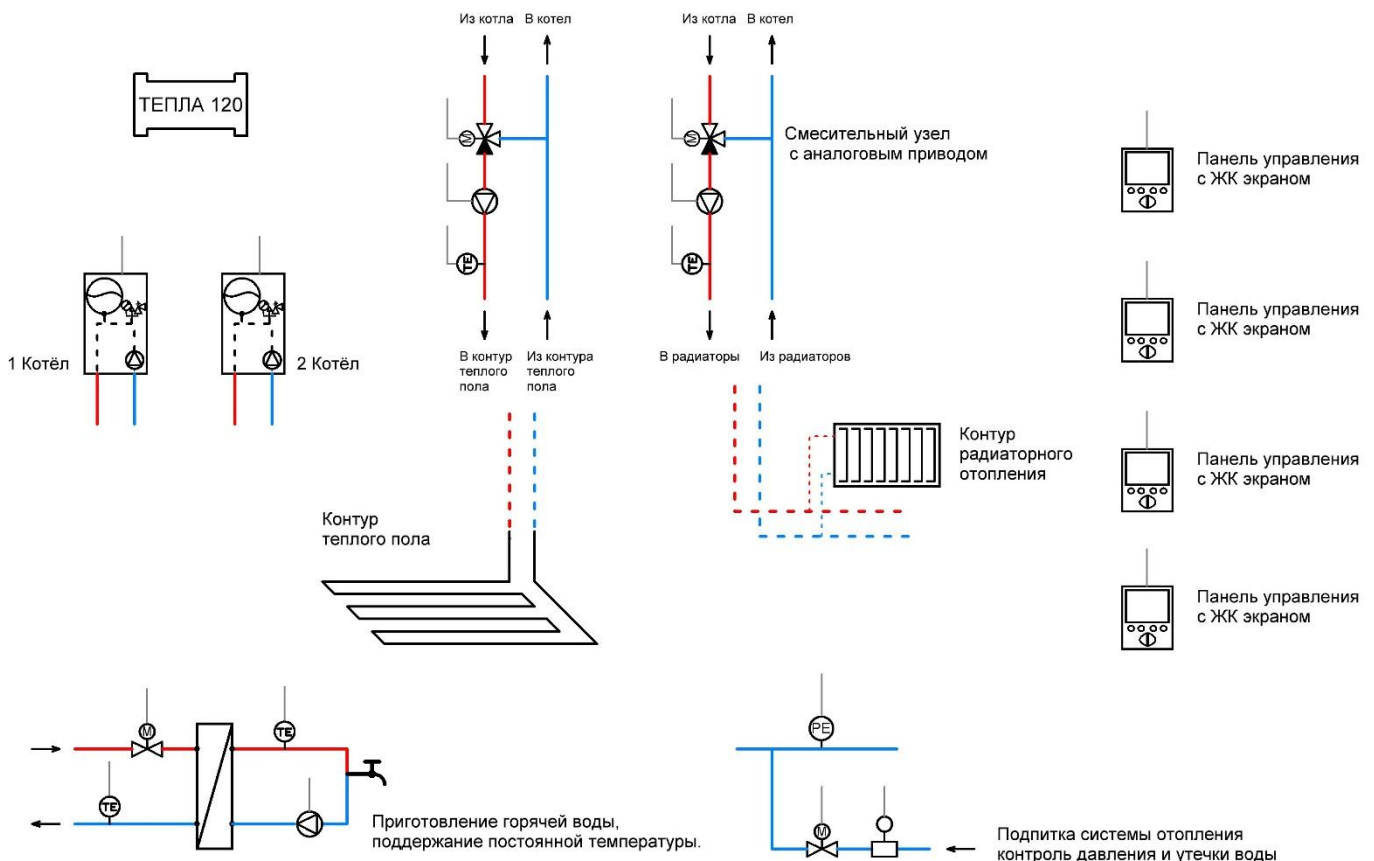 Из котла В котел
Из котла В котел
ТЕПЛА 120
M
M
Смесительный узел
с аналоговым приводом
TE
TE
Панель управления
с ЖК экраном
Панель управления
с ЖК экраном
Панель управления
с ЖК экраном
Панель управления
с ЖК экраном
1 Котёл
2 Котёл
В контур
теплого
пола
Из контура
теплого
пола
В радиаторы
Из радиаторов
Контур
радиаторного
отопления
Контур
теплого пола
M
TE
TE
Приготовление горячей воды,
поддержание постоянной температуры.
PE
M
Подпитка системы отопления
контроль давления и утечки воды